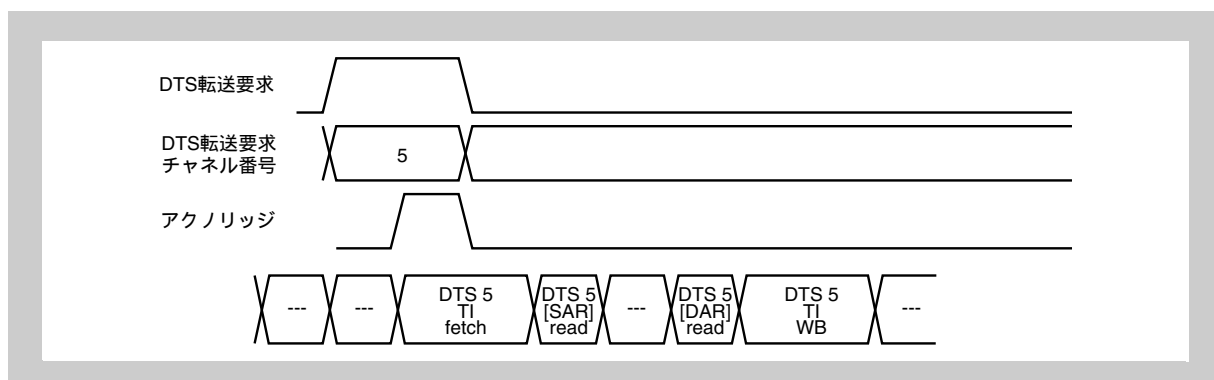 DTS転送要求
DTS転送要求
チャネル番号
5
アクノリッジ
---
---
DTS 5
TI
fetch
DTS 5
[SAR]
read
---
DTS 5
[DAR]
read
DTS 5
TI
WB
---